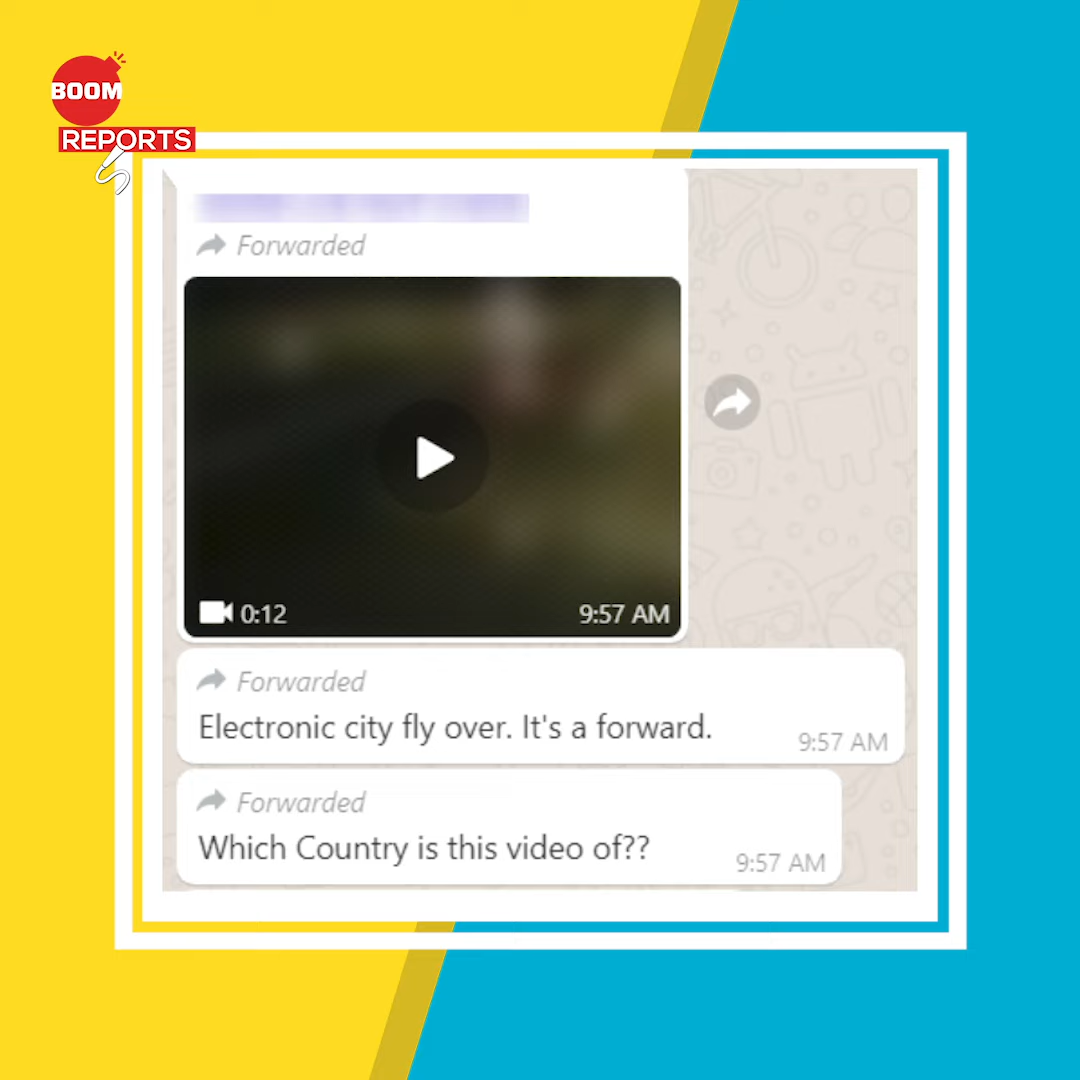 BOOM
REPORTS
Forwarded
0:12
9:57 AM
Forwarded
Electronic city fly over. It's a forward.
9:57 AM
Forwarded
Which Country is this video of??
9:57 AM